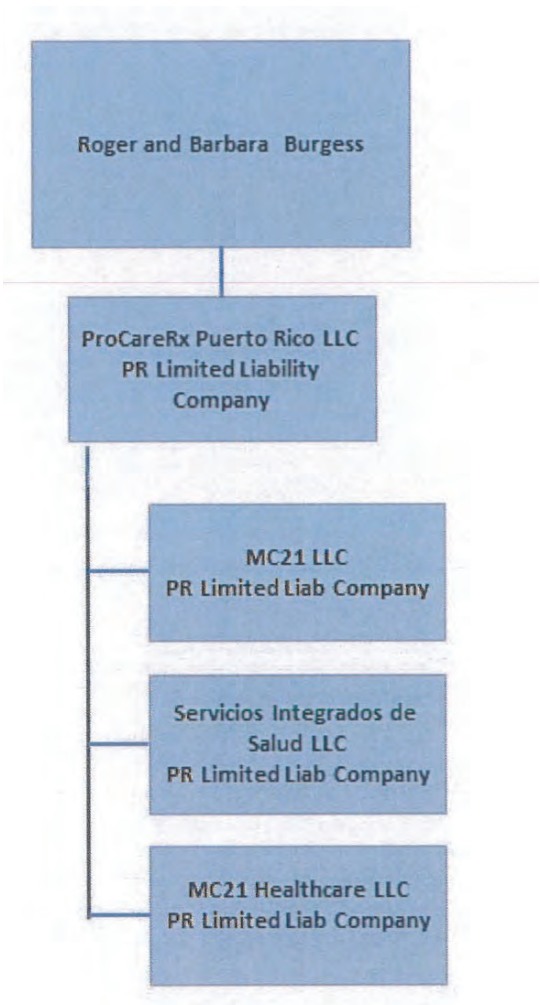 Roger and Barbara Burgess
ProCareRx Puerto Rico LLC
PR Limited Liability
Company
MC21 LLC
PR Limited Liab Company
Servicios Integrados de
Salud LLC
PR Limited Liab Company
MC21 Healthcare LLC
PR Limited Liab Company